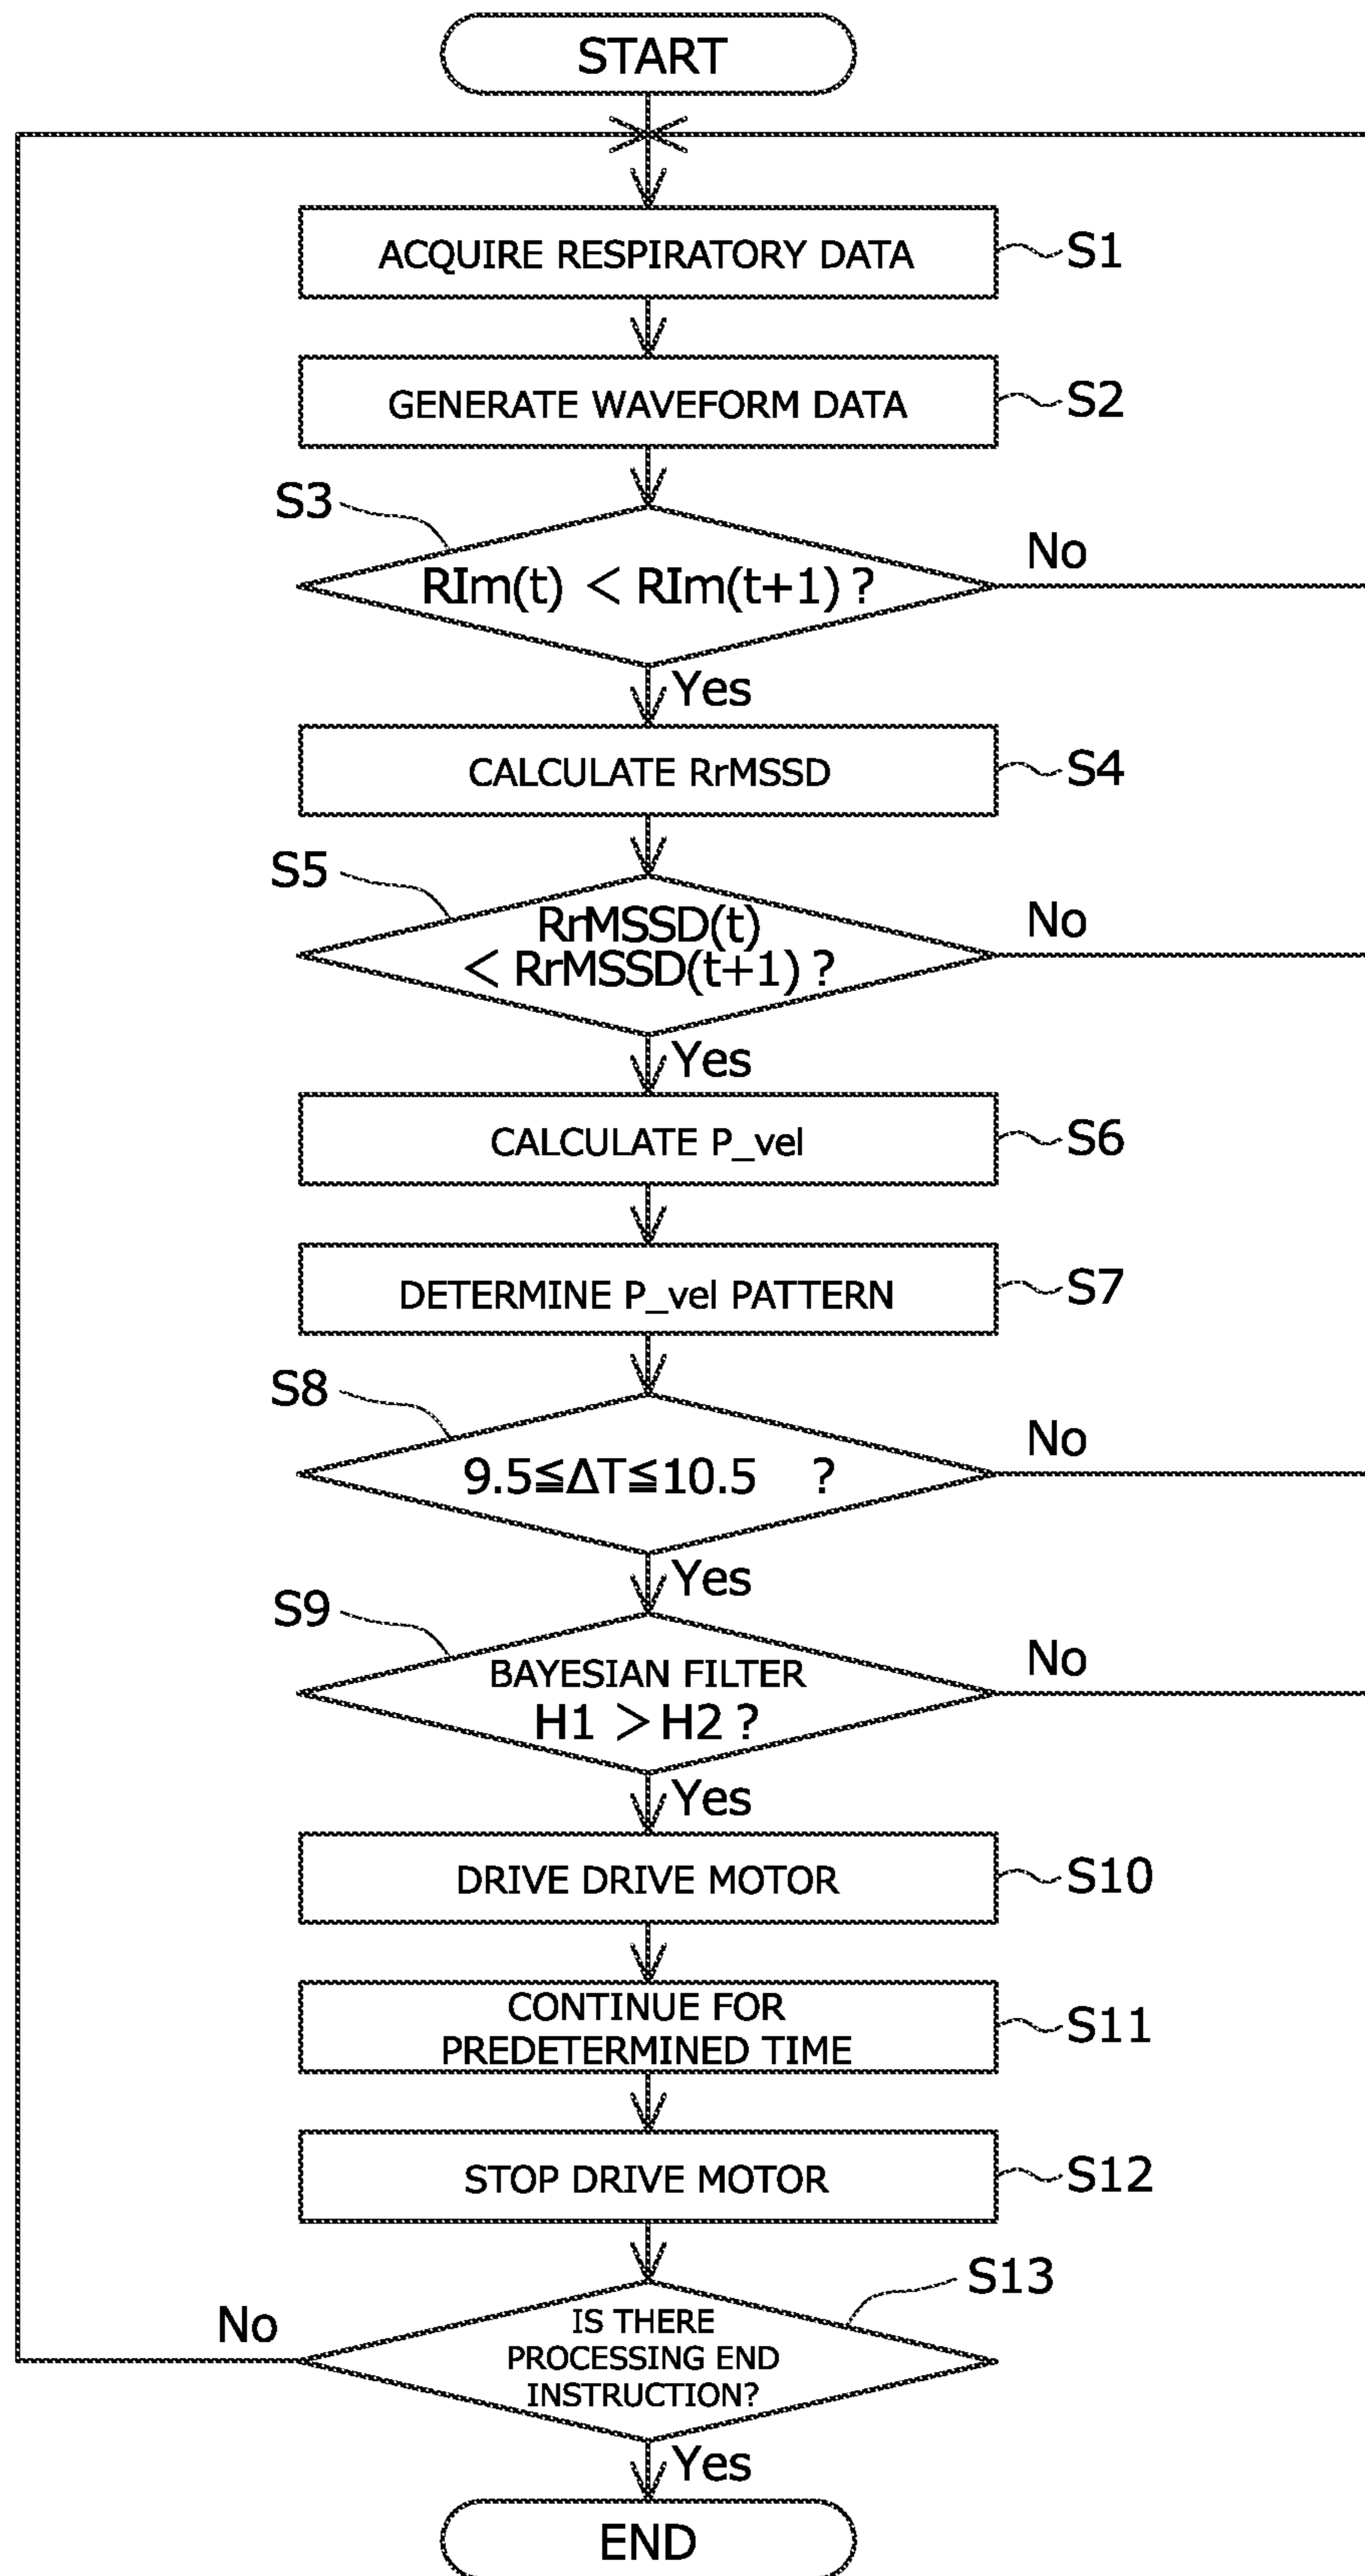 START
ACQUIRE RESPIRATORY DATA
S1
GENERATE WAVEFORM DATA
S2
S3
RIm(t) < RIm(t+1) ?
No
Yes
CALCULATE RrMSSD
S4
S5
RrMSSD(t)
< RrMSSD(t+1) ?
No
Yes
CALCULATE P_vel
S6
DETERMINE P_vel PATTERN
S7
S8
9.5≦ΔT≦10.5 ?
No
Yes
S9
BAYESIAN FILTER
H1 > H2 ?
No
Yes
DRIVE DRIVE MOTOR
S10
CONTINUE FOR
PREDETERMINED TIME
S11
STOP DRIVE MOTOR
S12
S13
IS THERE
PROCESSING END
INSTRUCTION?
No
Yes
END